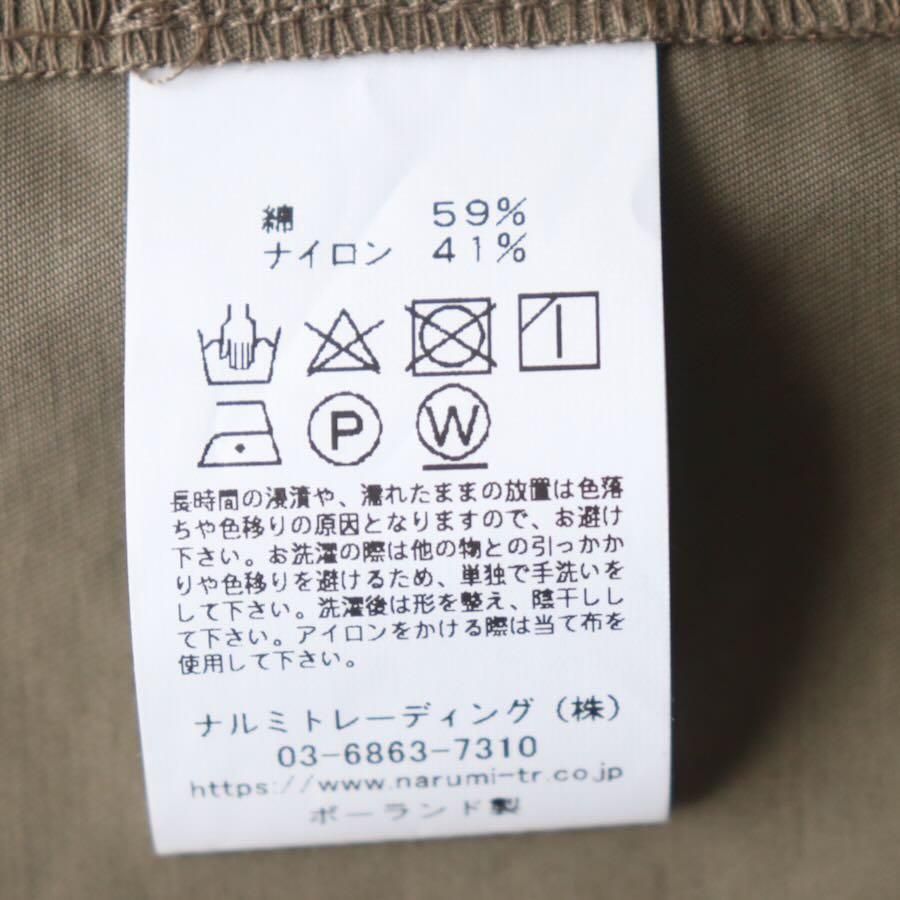 綿 59%
ナイロン 41%
P W
長時間の浸漬や、濡れたままの放置は色落
ちや色移りの原因となりますので、お避け
下さい。お洗濯の際は他の物との引っかか
りや色移りを避けるため、単独で手洗いを
して下さい。洗濯後は形を整え、陰干しし
て下さい。アイロンをかける際は当て布を
使用して下さい。
ナルミトレーディング(株)
03-6863-7310
https://www.narumi-tr.co.jp
ポーランド製